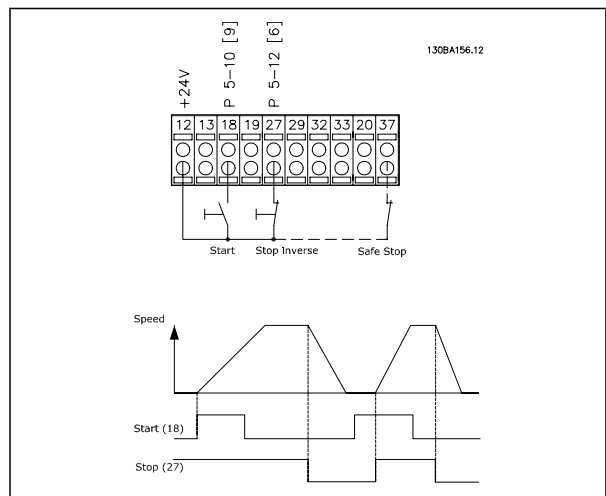 130BA156.12
+24V
P 5-10 [9]
P 5-12 [6]
12 13 18 19 27 29 32 33 20 37
Start Stop Inverse Safe Stop
Speed
Start (18)
Stop (27)